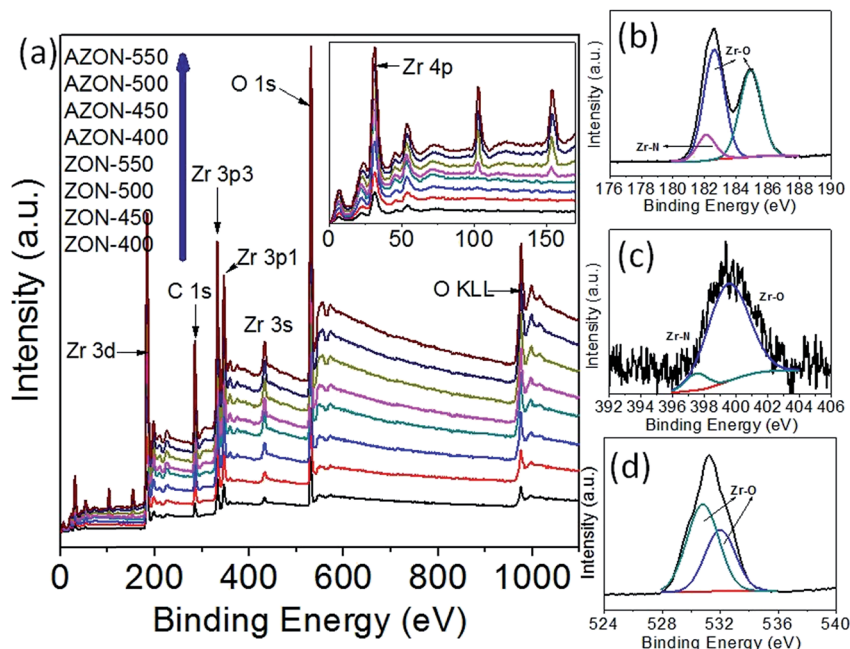 (a)
AZON-550
AZON-500
AZON-450
AZON-400
ZON-550
ZON-500
ZON-450
ZON-400
Zr 3d
C 1s
Zr 3p3
Zr 3p1
Zr 3s
O 1s
O KLL
Zr 4p
0 50 100 150
Intensity (a.u.)
0 200 400 600 800 1000
Binding Energy (eV)
(b)
Zr-O
Zr-N
Intensity (a.u.)
176 178 180 182 184 186 188 190
Binding Energy (eV)
(c)
Zr-O
Zr-N
Intensity (a.u.)
392 394 396 398 400 402 404 406
Binding Energy (eV)
(d)
Zr-O
Intensity (a.u.)
524 528 532 536 540
Binding Energy (eV)